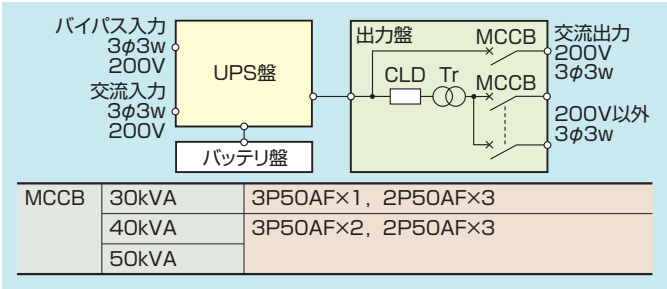 バイパス入力
3φ3w
200V
交流入力
3φ3w
200V
UPS盤
バッテリ盤
出力盤
MCCB
CLD
Tr
MCCB
交流出力
200V
3φ3w
200V以外
3φ3w
MCCB 30kVA 3P50AF×1，2P50AF×3
40kVA 3P50AF×2，2P50AF×3
50kVA